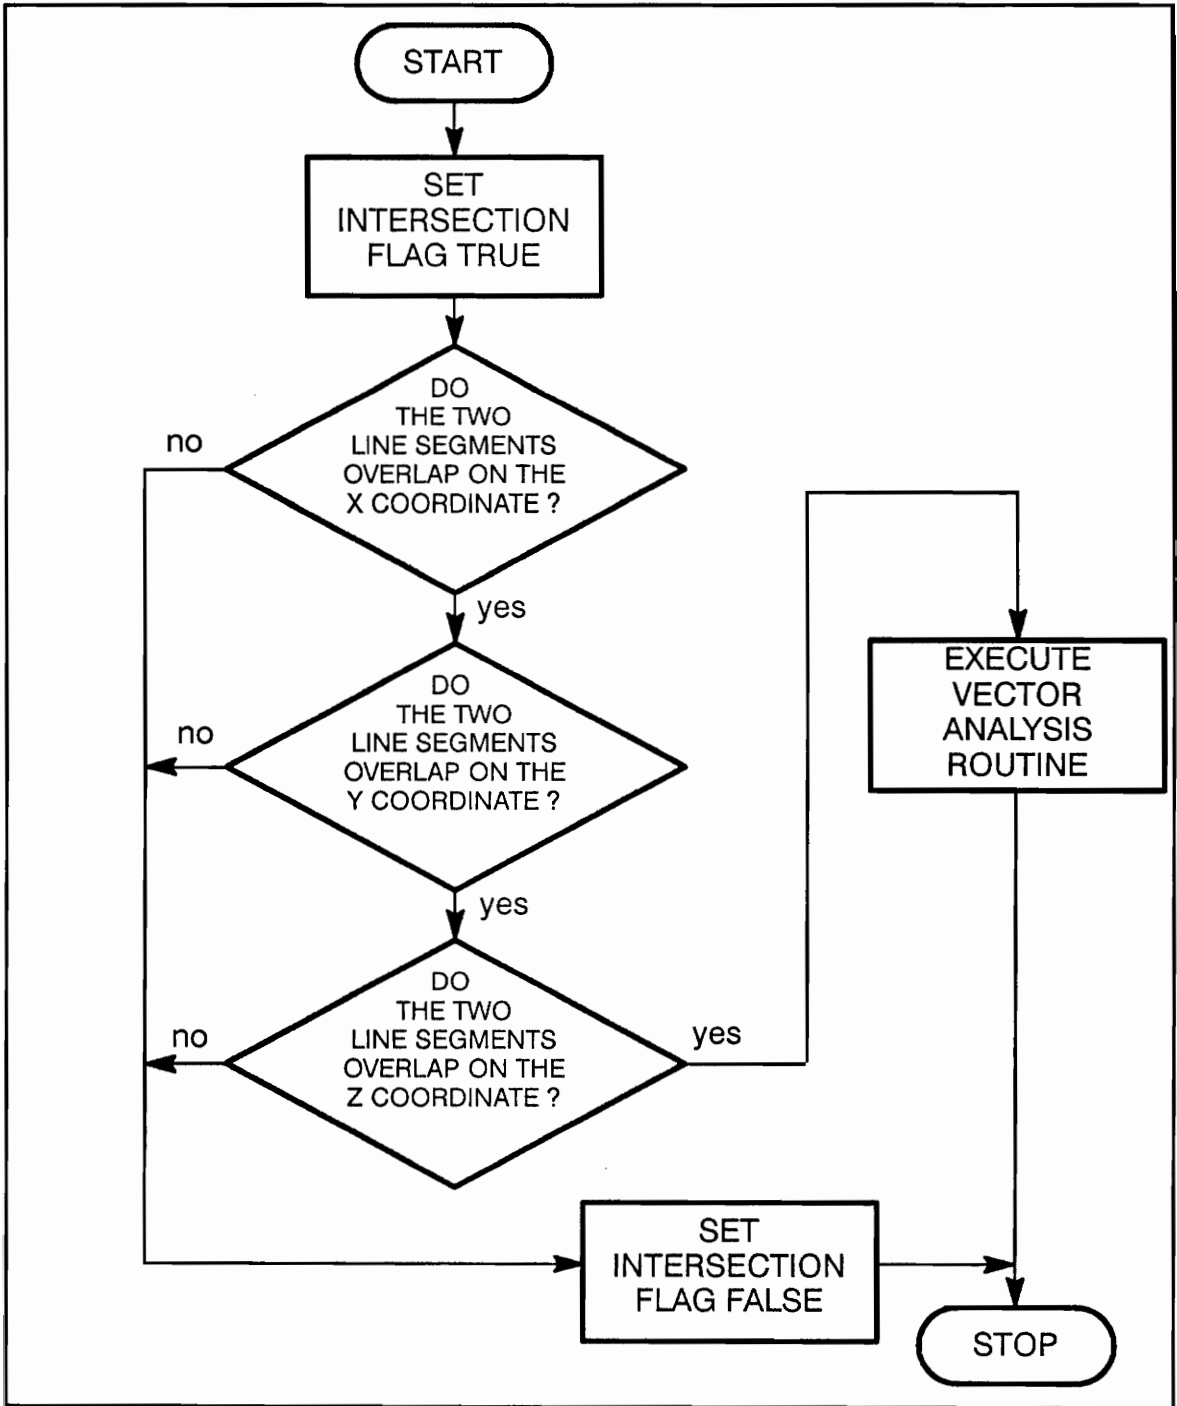 START
SET
INTERSECTION
FLAG TRUE
DO
THE TWO
LINE SEGMENTS
OVERLAP ON THE
X COORDINATE ?
no
yes
DO
THE TWO
LINE SEGMENTS
OVERLAP ON THE
Y COORDINATE ?
no
yes
DO
THE TWO
LINE SEGMENTS
OVERLAP ON THE
Z COORDINATE ?
no
yes
EXECUTE
VECTOR
ANALYSIS
ROUTINE
SET
INTERSECTION
FLAG FALSE
STOP